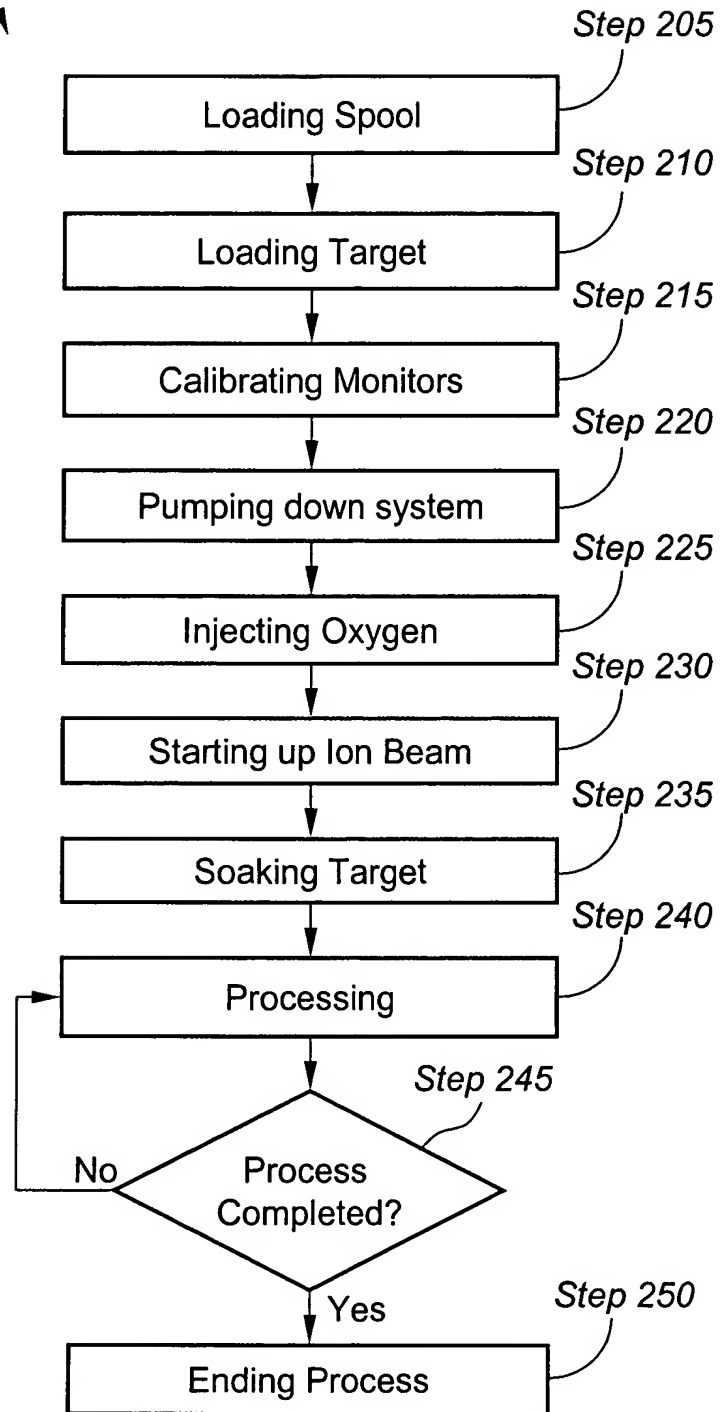 Step 205
Loading Spool
Step 210
Loading Target
Step 215
Calibrating Monitors
Step 220
Pumping down system
Step 225
Injecting Oxygen
Step 230
Starting up Ion Beam
Step 235
Soaking Target
Step 240
Processing
Step 245
No
Process
Completed?
Yes
Step 250
Ending Process